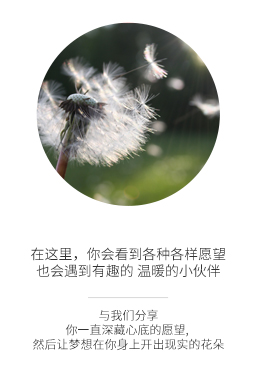 在这里，你会看到各种各样愿望
也会遇到有趣的 温暖的小伙伴
与我们分享
你一直深藏心底的愿望,
然后让梦想在你身上开出现实的花朵